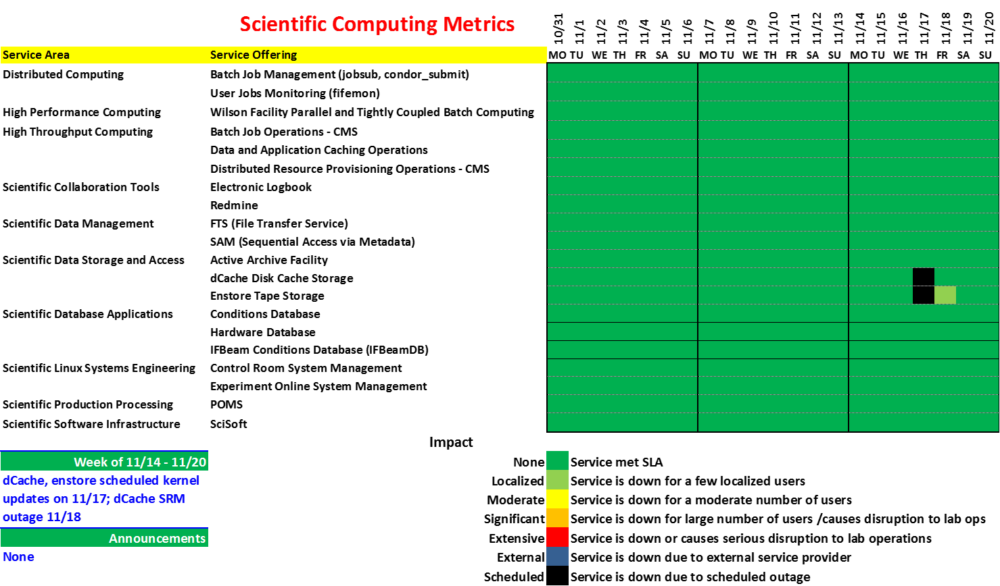 Scientific Computing Metrics
10/31 11/1 11/2 11/3 11/4 11/5 11/6 11/7 11/8 11/9 11/10 11/11 11/12 11/13 11/14 11/15 11/16 11/17 11/18 11/19 11/20
Service Area Service Offering MO TU WE TH FR SA SU MO TU WE TH FR SA SU MO TU WE TH FR SA SU
Distributed Computing Batch Job Management (jobsub, condor_submit)
User Jobs Monitoring (fifemon)
High Performance Computing Wilson Facility Parallel and Tightly Coupled Batch Computing
High Throughput Computing Batch Job Operations - CMS
Data and Application Caching Operations
Distributed Resource Provisioning Operations - CMS
Scientific Collaboration Tools Electronic Logbook
Redmine
Scientific Data Management FTS (File Transfer Service)
SAM (Sequential Access via Metadata)
Scientific Data Storage and Access Active Archive Facility
dCache Disk Cache Storage
Enstore Tape Storage
Scientific Database Applications Conditions Database
Hardware Database
IFBeam Conditions Database (IFBeamDB)
Scientific Linux Systems Engineering Control Room System Management
Experiment Online System Management
Scientific Production Processing POMS
Scientific Software Infrastructure SciSoft
Impact
Week of 11/14 - 11/20
dCache, enstore scheduled kernel
updates on 11/17; dCache SRM
outage 11/18
Announcements
None
None Service met SLA
Localized Service is down for a few localized users
Moderate Service is down for a moderate number of users
Significant Service is down for large number of users /causes disruption to lab ops
Extensive Service is down or causes serious disruption to lab operations
External Service is down due to external service provider
Scheduled Service is down due to scheduled outage